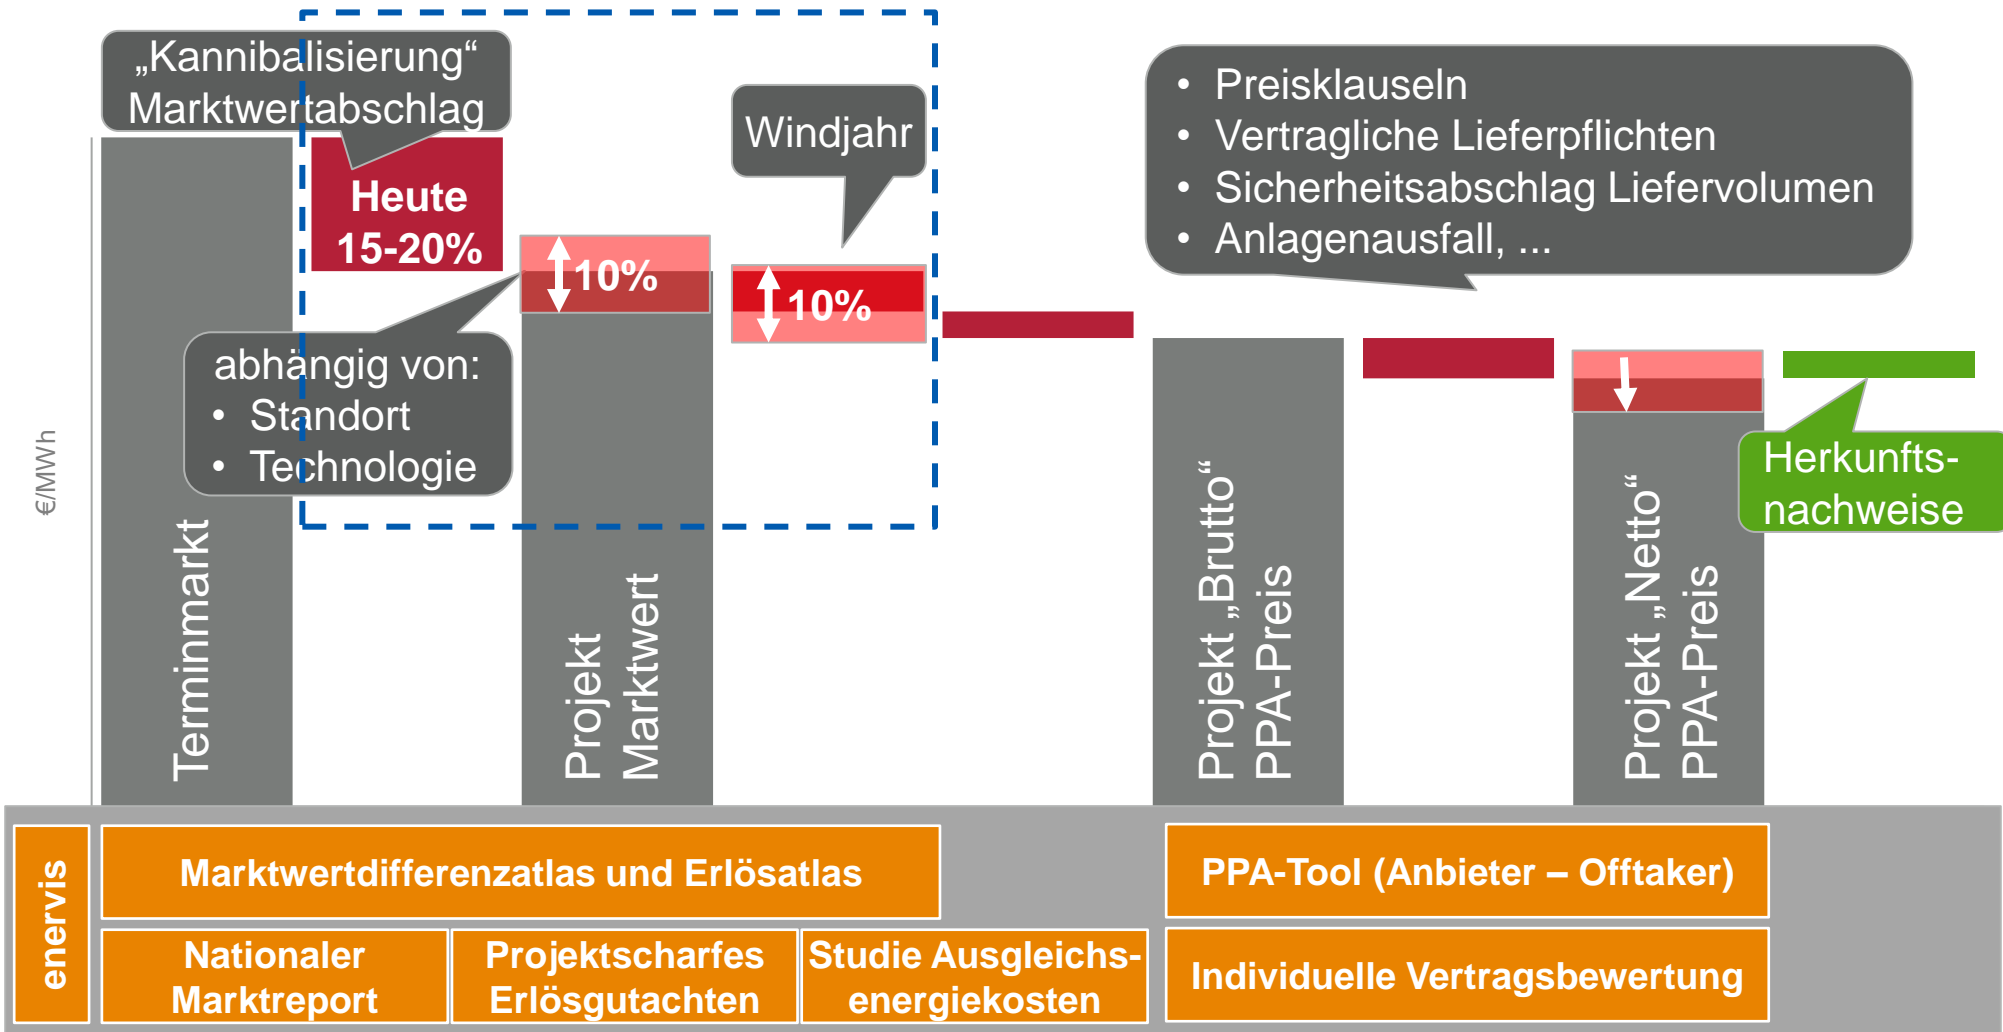 „Kannibalisierung“
Marktwertabschlag
Windjahr
• Preisklauseln
• Vertragliche Lieferpflichten
• Sicherheitsabschlag Liefervolumen
• Anlagenausfall, ...
Heute
15-20%
10%
10%
abhängig von:
• Standort
• Technologie
€/MWh
Herkunfts-
nachweise
Terminmarkt
Projekt
Marktwert
Projekt „Brutto“
PPA-Preis
Projekt „Netto“
PPA-Preis
enervis
Marktwertdifferenzatlas und Erlösatlas
PPA-Tool (Anbieter – Offtaker)
Nationaler
Marktreport
Projektscharfes
Erlösgutachten
Studie Ausgleichs-
energiekosten
Individuelle Vertragsbewertung